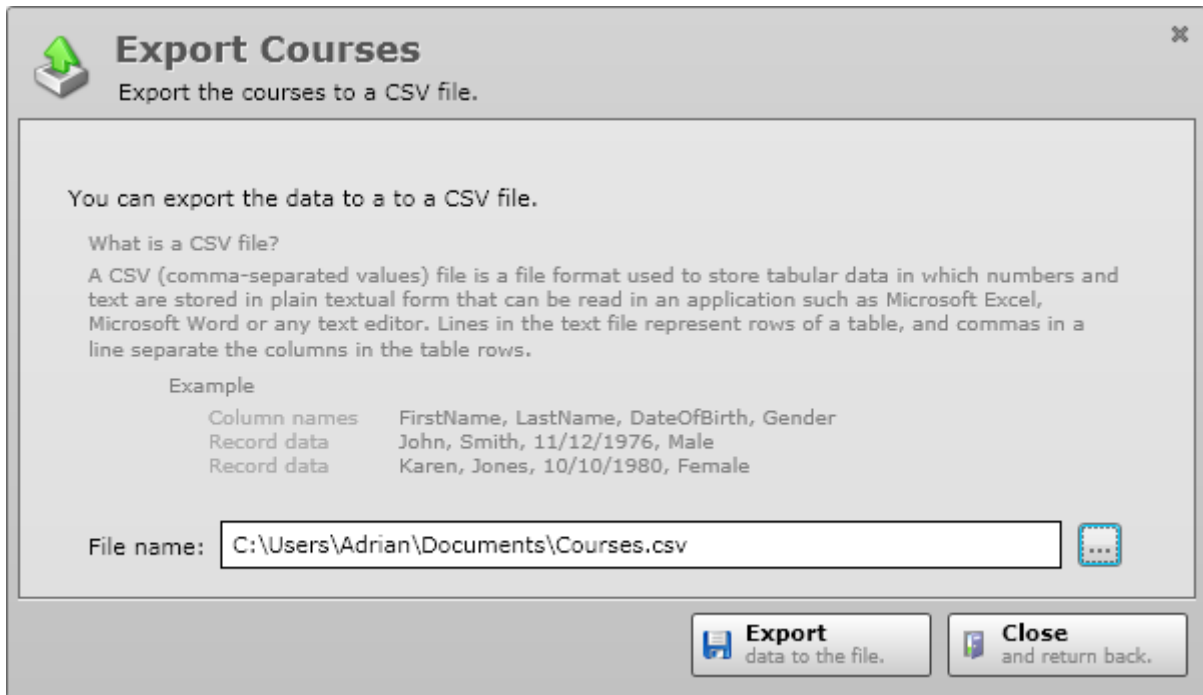 Export Courses
Export the courses to a CSV file.
You can export the data to a to a CSV file.
What is a CSV file?
A CSV (comma-separated values) file is a file format used to store tabular data in which numbers and
text are stored in plain textual form that can be read in an application such as Microsoft Excel,
Microsoft Word or any text editor. Lines in the text file represent rows of a table, and commas in a
line separate the columns in the table rows.
Example
Column names FirstName, LastName, DateOfBirth, Gender
Record data John, Smith, 11/12/1976, Male
Record data Karen, Jones, 10/10/1980, Female
File name: C:\Users\Adrian\Documents\Courses.csv ...
Export Close
data to the file. and return back.